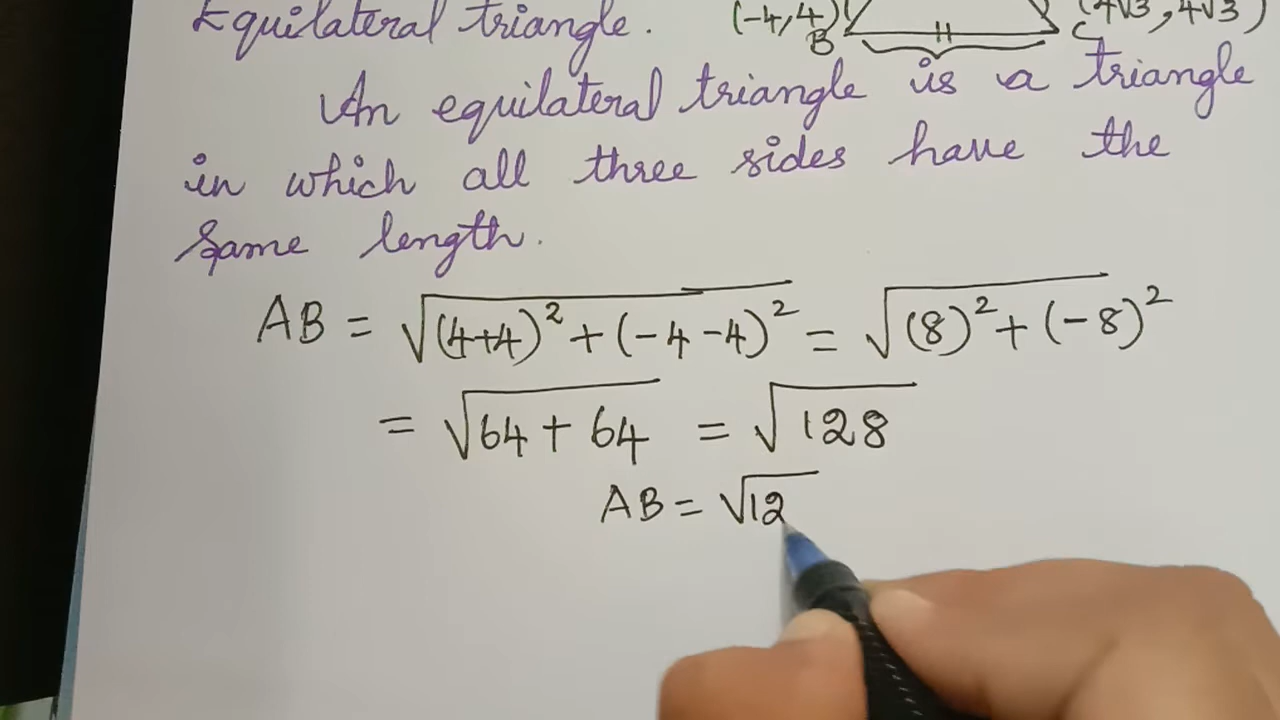 Equilateral triangle. (-4,4) B C (4√3, 4√3)
An equilateral triangle is a triangle
in which all three sides have the
same length.
AB = √(4+4)² + (-4-4)² = √(8)² + (-8)²
= √64 + 64 = √128
AB = √12